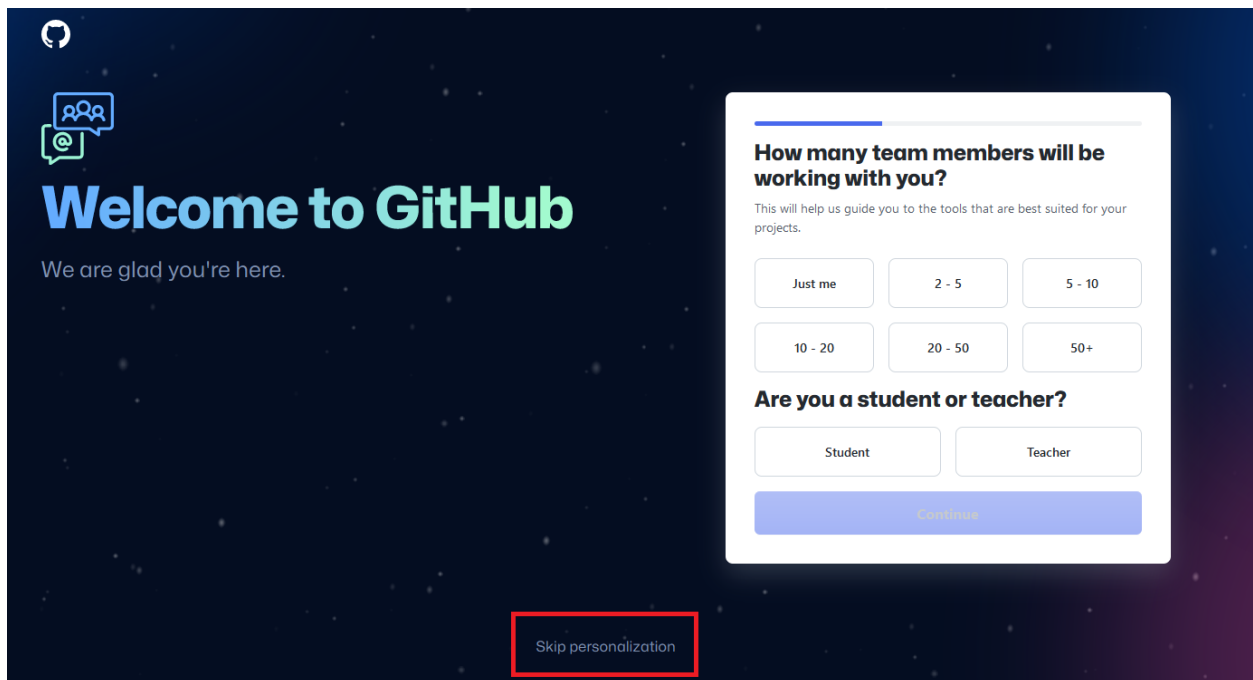 @
Welcome to GitHub
We are glad you're here.
How many team members will be
working with you?
This will help us guide you to the tools that are best suited for your
projects.
Just me
2 - 5
5 - 10
10 - 20
20 - 50
50+
Are you a student or teacher?
Student
Teacher
Continue
Skip personalization